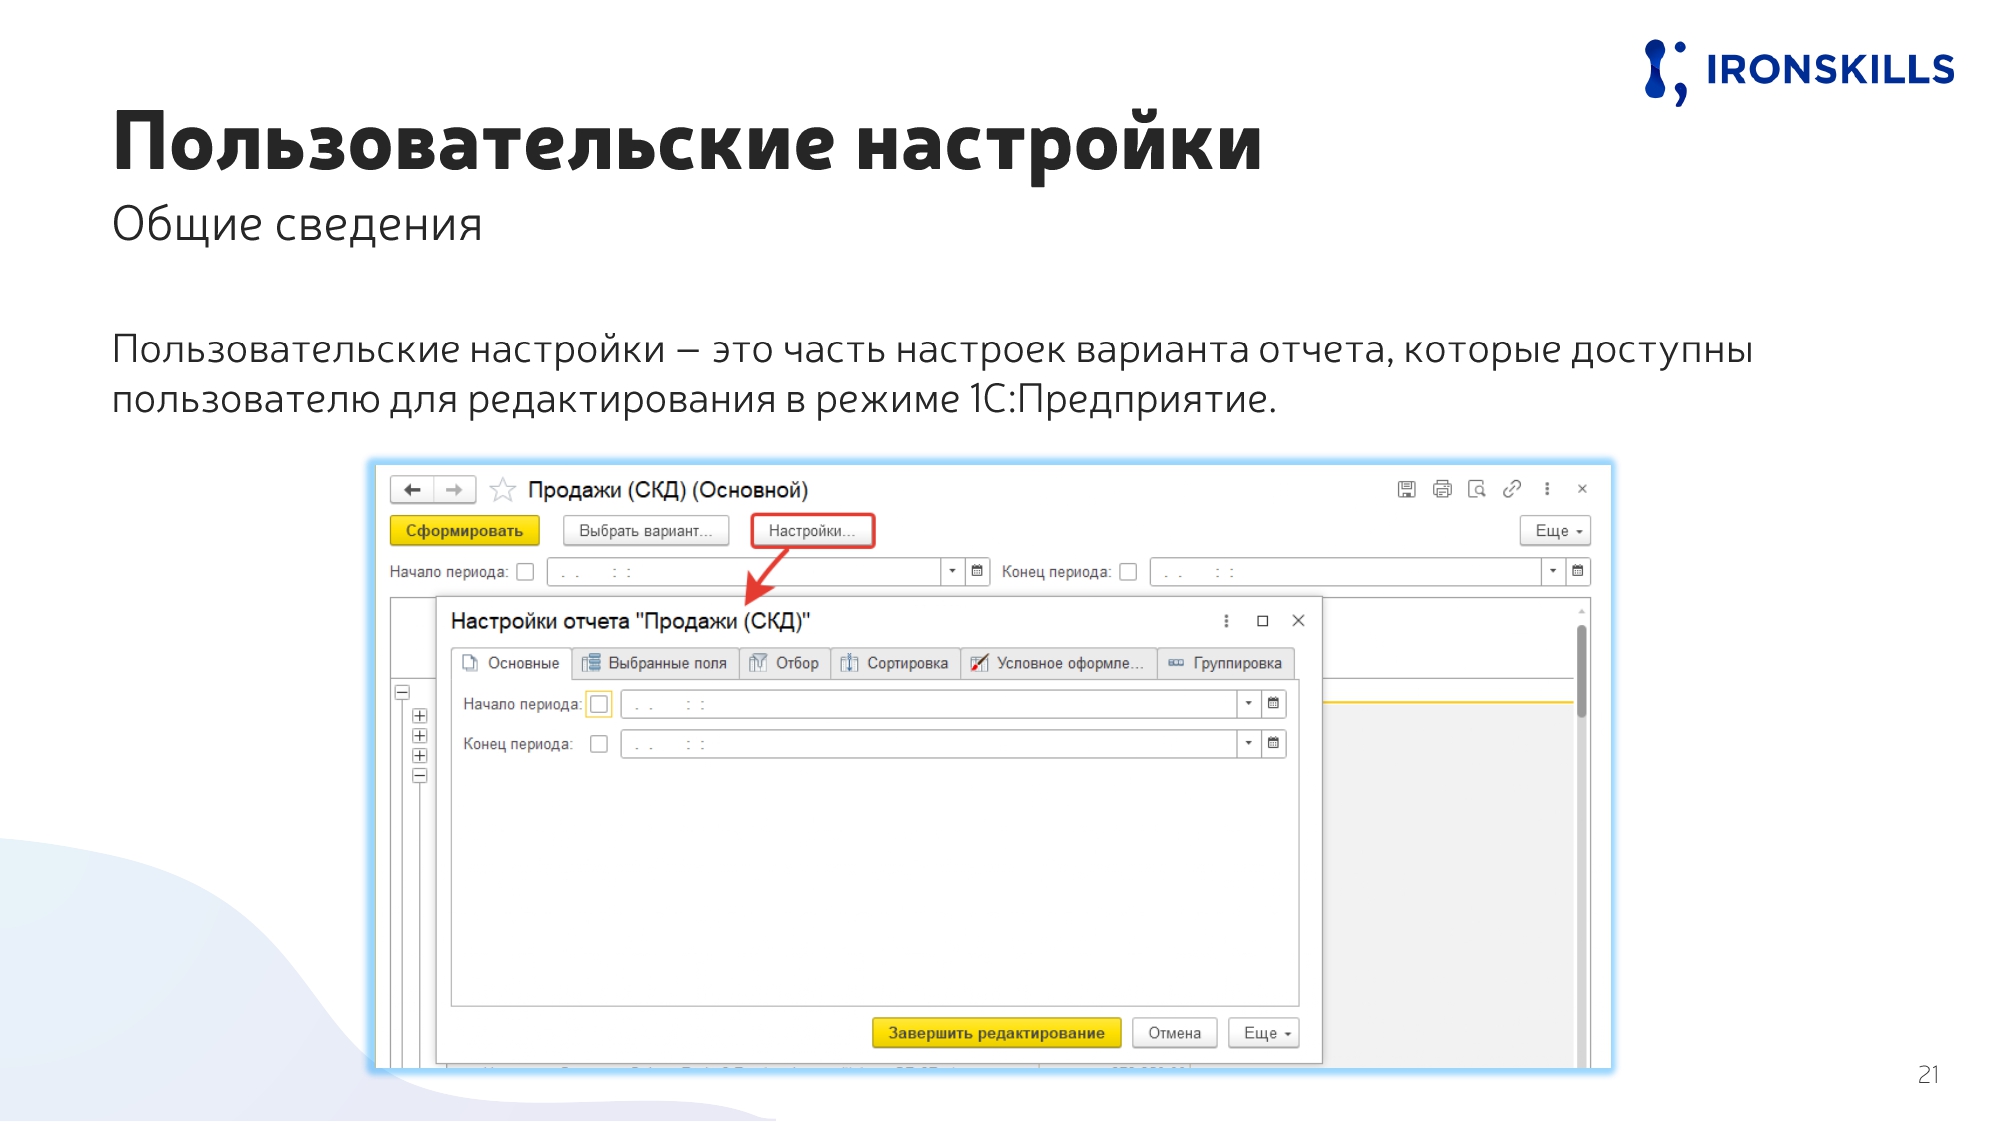 IRONSKILLS
Пользовательские настройки
Общие сведения
Пользовательские настройки – это часть настроек варианта отчета, которые доступны
пользователю для редактирования в режиме 1С:Предприятие.
Продажи (СКД) (Основной)
Сформировать Выбрать вариант... Настройки... Еще
Начало периода: . . : : Конец периода: . . : :
Настройки отчета "Продажи (СКД)"
Основные Выбранные поля Отбор Сортировка Условное оформле... Группировка
Начало периода: . . : :
Конец периода: . . : :
Завершить редактирование Отмена Еще
21